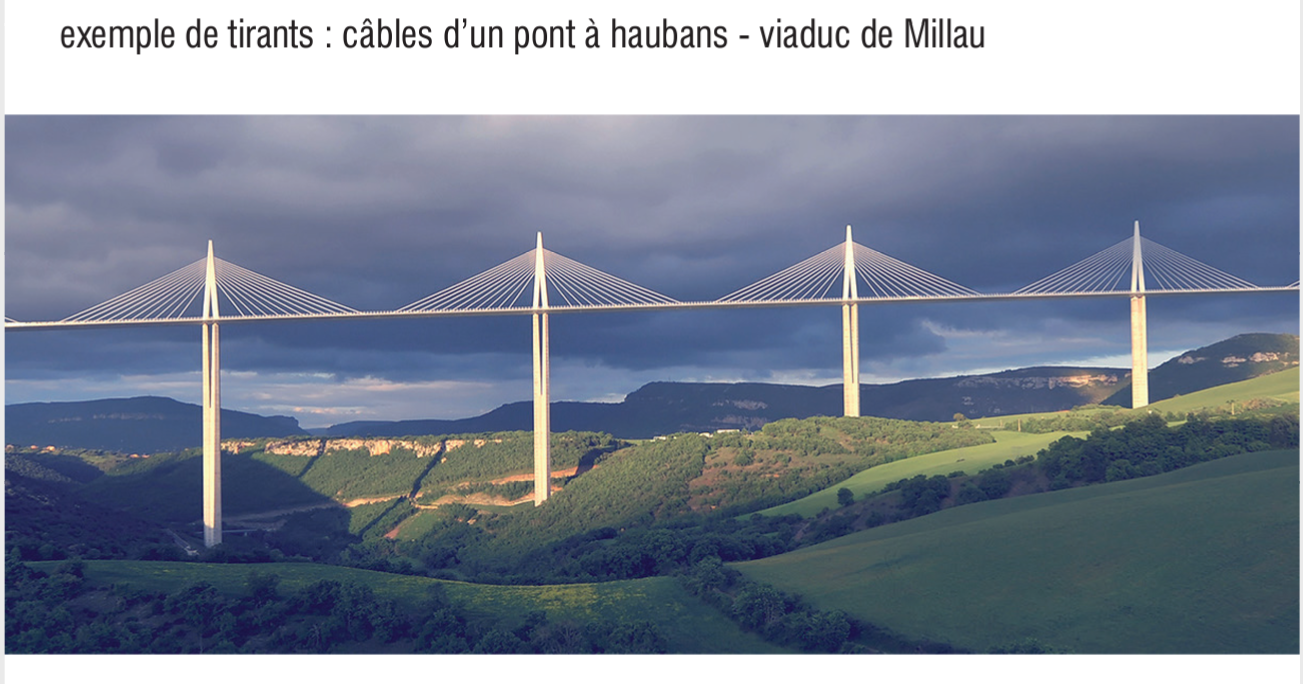 exemple de tirants : câbles d’un pont à haubans - viaduc de Millau